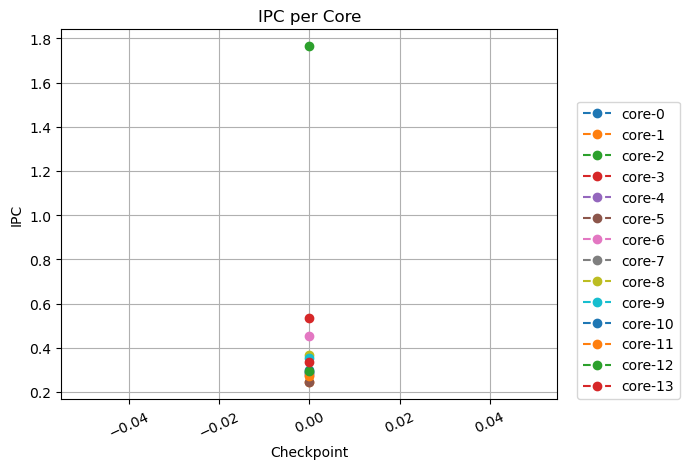 IPC per Core
IPC
1.8
1.6
1.4
1.2
1.0
0.8
0.6
0.4
0.2
−0.04
−0.02
0.00
0.02
0.04
Checkpoint
core-0
core-1
core-2
core-3
core-4
core-5
core-6
core-7
core-8
core-9
core-10
core-11
core-12
core-13